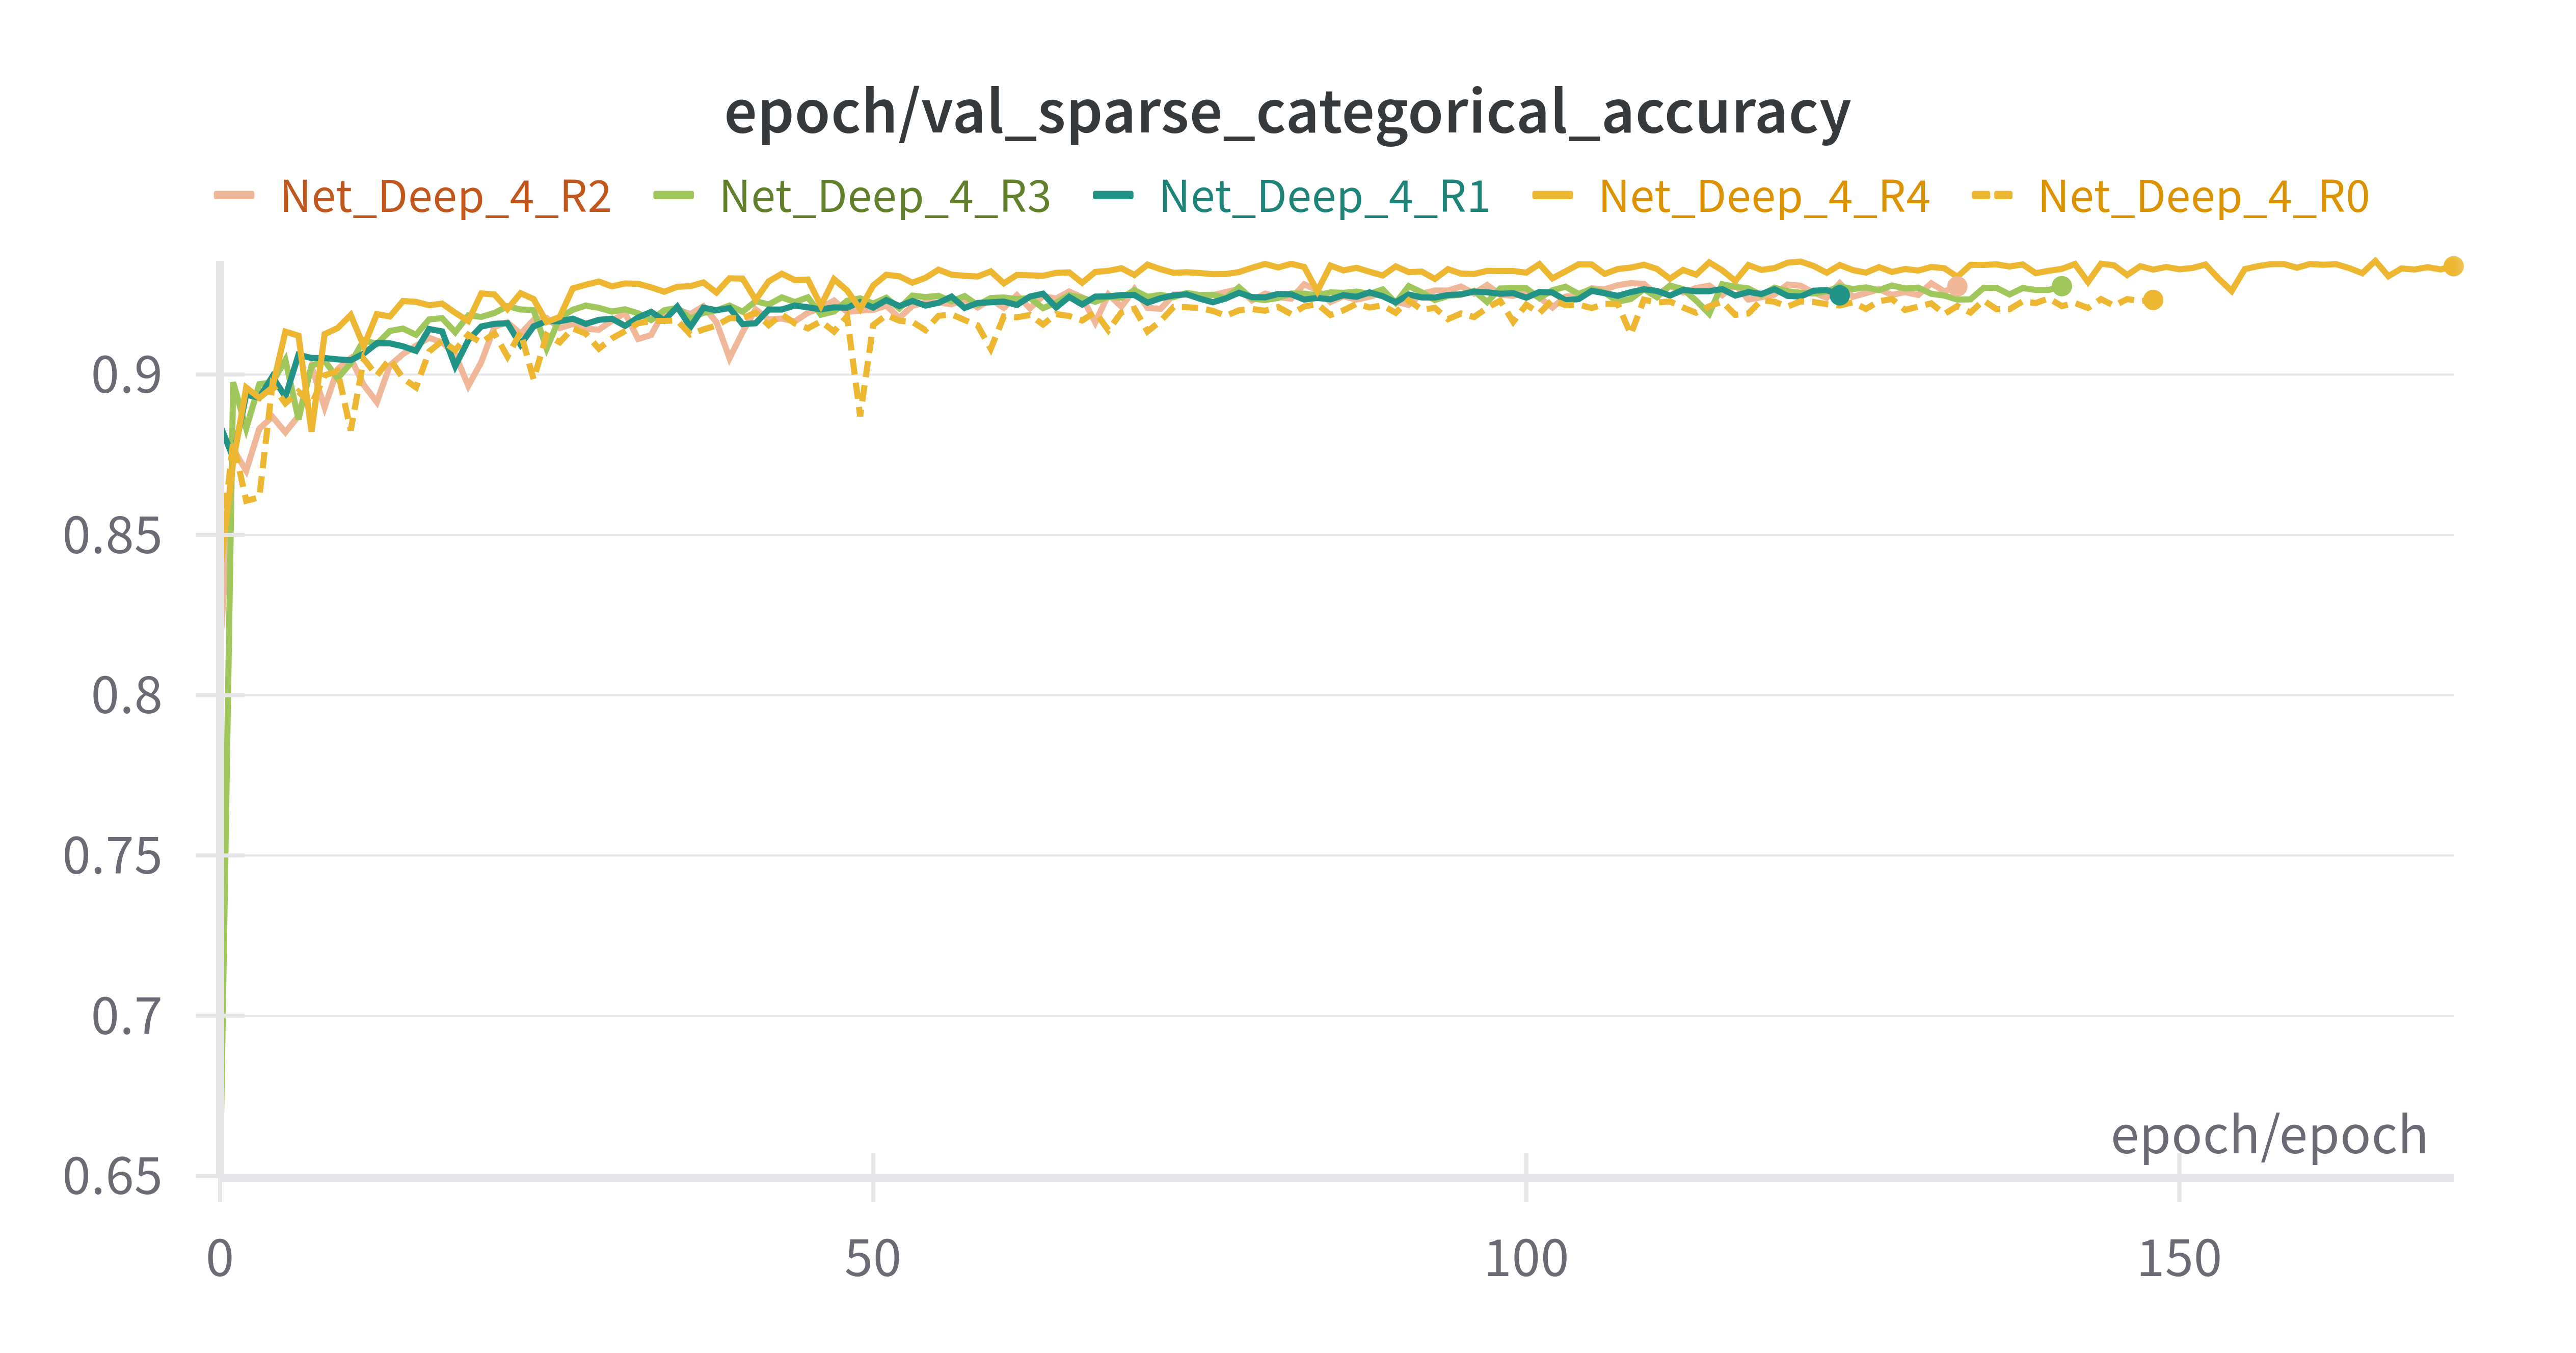 epoch/val_sparse_categorical_accuracy
Net_Deep_4_R2 Net_Deep_4_R3 Net_Deep_4_R1 Net_Deep_4_R4 Net_Deep_4_R0
0.9
0.85
0.8
0.75
0.7
epoch/epoch
0.65
0 50 100 150